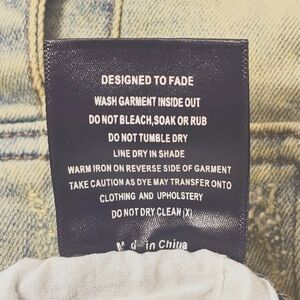 DESIGNED TO FADE
WASH GARMENT INSIDE OUT
DO NOT BLEACH,SOAK OR RUB
DO NOT TUMBLE DRY
LINE DRY IN SHADE
WARM IRON ON REVERSE SIDE OF GARMENT
TAKE CAUTION AS DYE MAY TRANSFER ONTO
CLOTHING AND UPHOLSTERY
DO NOT DRY CLEAN (X)
Made in China